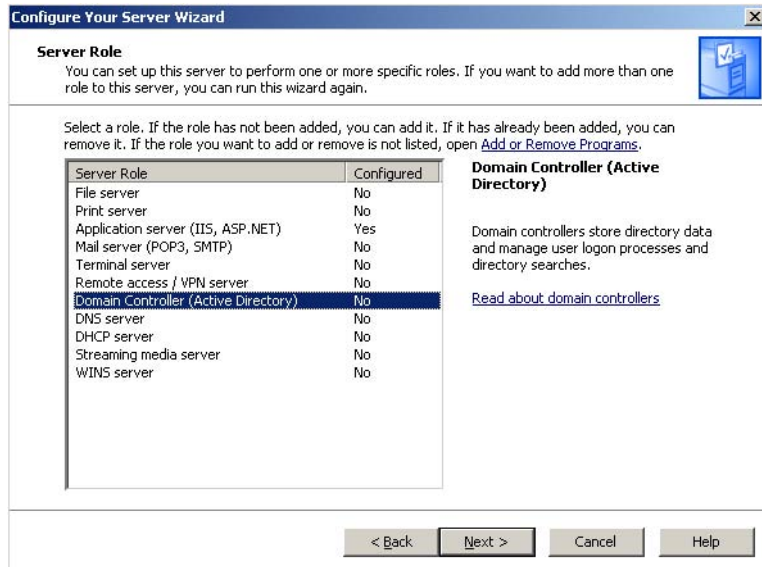 Configure Your Server Wizard
Server Role
You can set up this server to perform one or more specific roles. If you want to add more than one
role to this server, you can run this wizard again.
Select a role. If the role has not been added, you can add it. If it has already been added, you can
remove it. If the role you want to add or remove is not listed, open Add or Remove Programs.
Server Role Configured
File server No
Print server No
Application server (IIS, ASP.NET) Yes
Mail server (POP3, SMTP) No
Terminal server No
Remote access / VPN server No
Domain Controller (Active Directory) No
DNS server No
DHCP server No
Streaming media server No
WINS server No
Domain Controller (Active
Directory)
Domain controllers store directory data
and manage user logon processes and
directory searches.
Read about domain controllers
< Back Next > Cancel Help